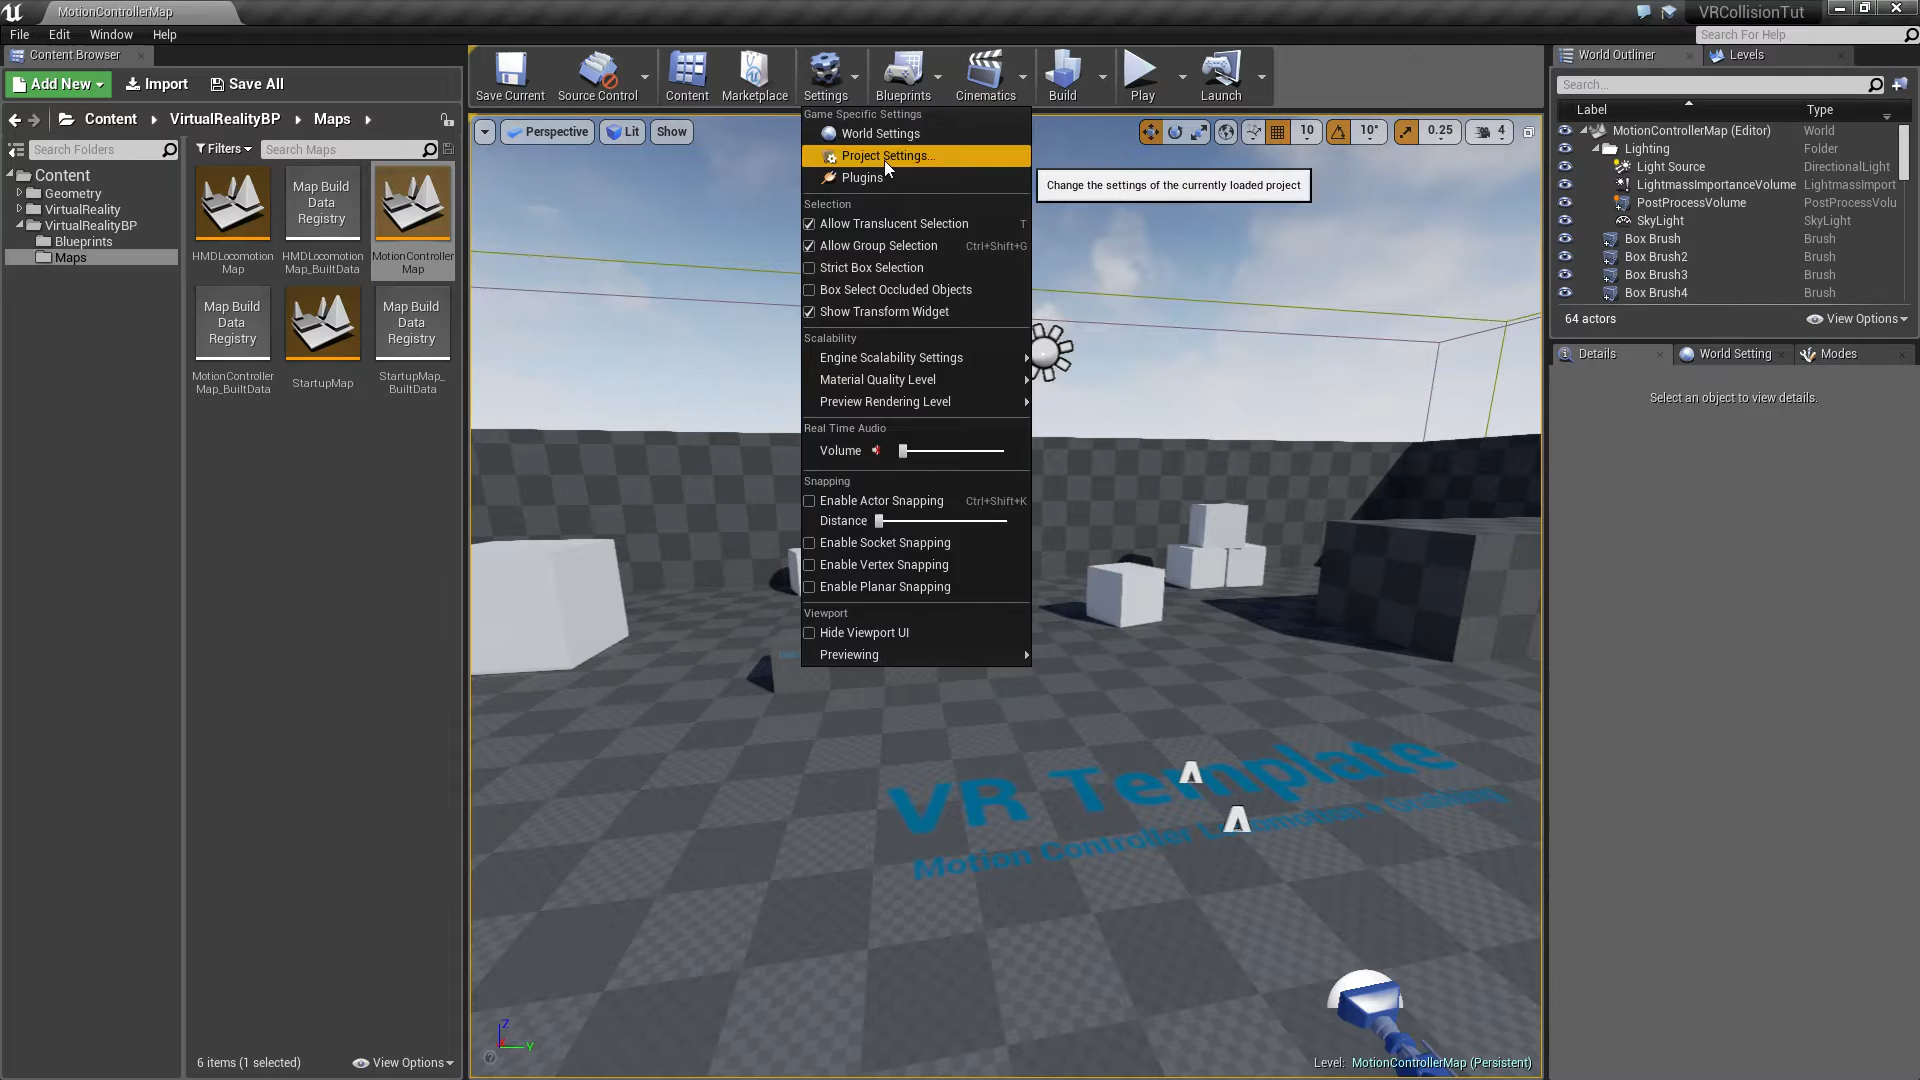 MotionControllerMap
VRCollisionTut
File Edit Window Help
Search For Help
Content Browser
Add New
Import
Save All
Content VirtualRealityBP Maps
Search Folders
Filters
Search Maps
Content
Geometry
VirtualReality
VirtualRealityBP
Blueprints
Maps
HMDLocomotion
Map
Map Build
Data
Registry
HMDLocomotion
Map_BuiltData
MotionController
Map
Map Build
Data
Registry
MotionController
Map_BuiltData
StartupMap
Map Build
Data
Registry
StartupMap_
BuiltData
6 items (1 selected)
View Options
Save Current
Source Control
Content
Marketplace
Settings
Blueprints
Cinematics
Build
Play
Launch
Perspective
Lit
Show
10
10°
0.25
4
Game Specific Settings
World Settings
Project Settings...
Plugins
Change the settings of the currently loaded project
Selection
Allow Translucent Selection T
Allow Group Selection Ctrl+Shift+G
Strict Box Selection
Box Select Occluded Objects
Show Transform Widget
Scalability
Engine Scalability Settings
Material Quality Level
Preview Rendering Level
Real Time Audio
Volume
Snapping
Enable Actor Snapping Ctrl+Shift+K
Distance
Enable Socket Snapping
Enable Vertex Snapping
Enable Planar Snapping
Viewport
Hide Viewport UI
Previewing
VR Template
Motion Controller Locomotion + Grabbing
Z
Y
Level: MotionControllerMap (Persistent)
World Outliner
Levels
Search...
Label Type
MotionControllerMap (Editor) World
Lighting Folder
Light Source DirectionalLight
LightmassImportanceVolume LightmassImport
PostProcessVolume PostProcessVolu
SkyLight SkyLight
Box Brush Brush
Box Brush2 Brush
Box Brush3 Brush
Box Brush4 Brush
64 actors
View Options
Details
World Setting
Modes
Select an object to view details.